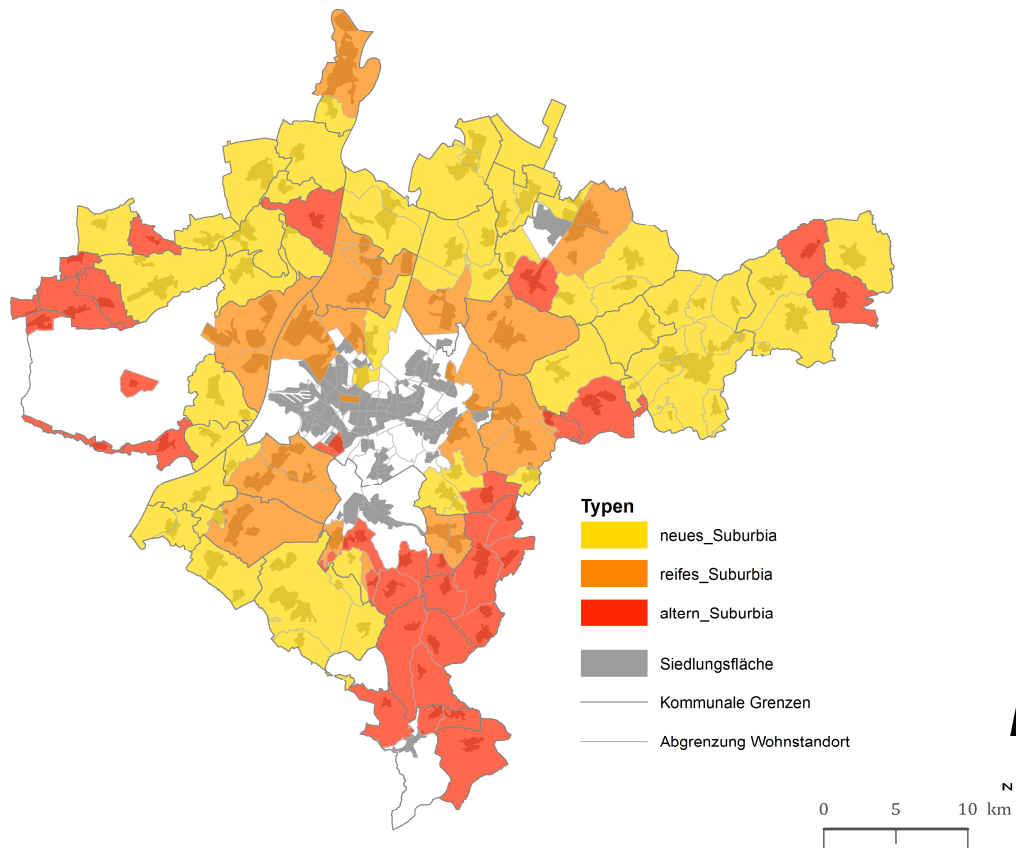 Typen
neues_Suburbia
reifes_Suburbia
altern_Suburbia
Siedlungsfläche
Kommunale Grenzen
Abgrenzung Wohnstandort
N
0 5 10 km